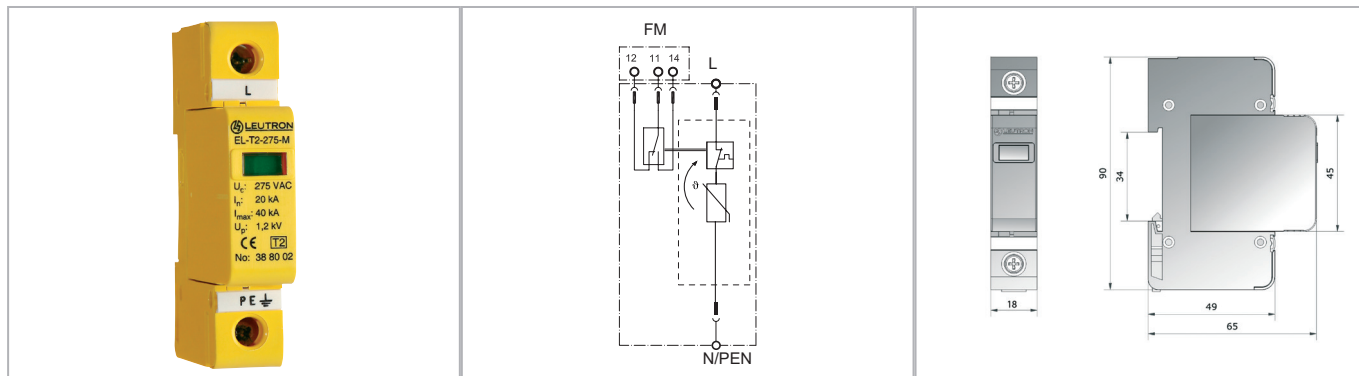 L
LEUTRON
EL-T2-275-M
Uc: 275 VAC
In: 20 kA
Imax: 40 kA
Up: 1,2 kV
CE T2
No: 38 80 02
PE
FM
12 11 14
L
ϑ
N/PEN
LEUTRON
18
90
34
45
49
65